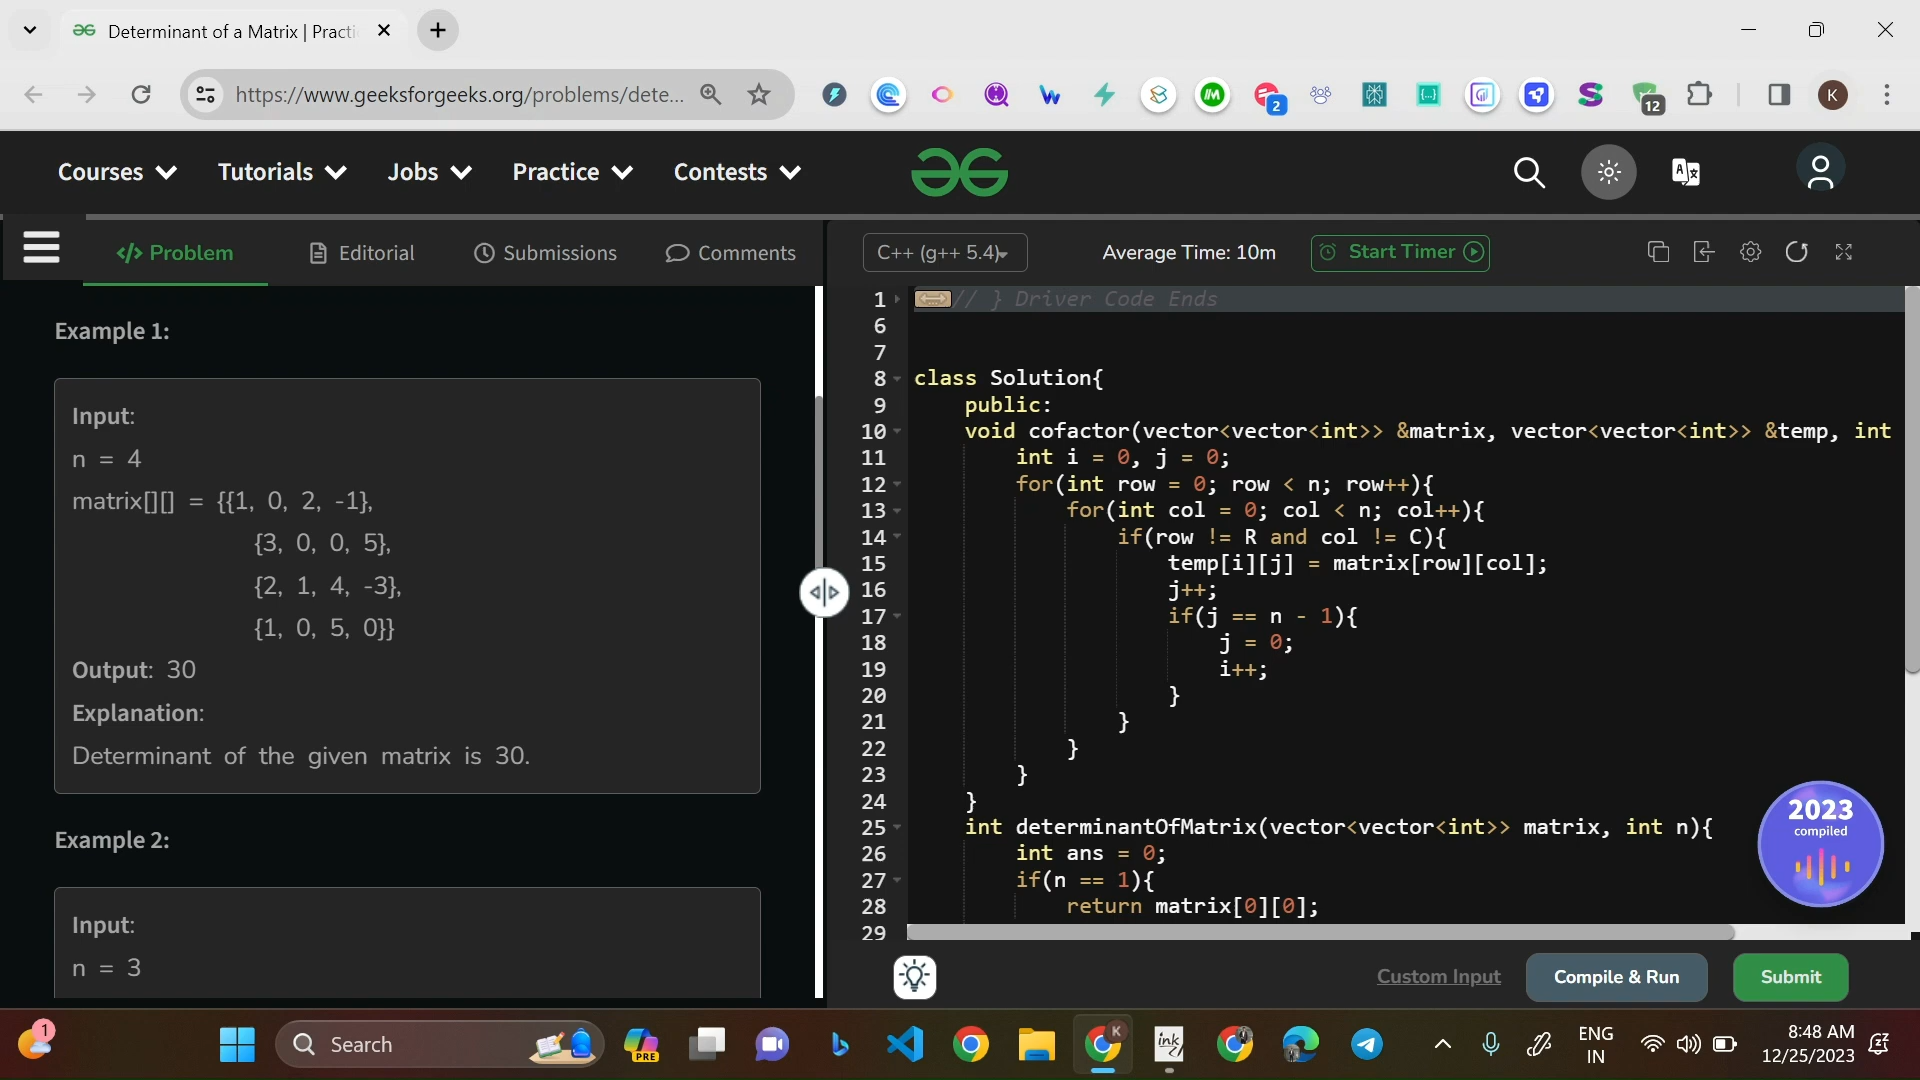 Determinant of a Matrix | Practi
https://www.geeksforgeeks.org/problems/dete...
2
12
K
Courses
Tutorials
Jobs
Practice
Contests
Problem
Editorial
Submissions
Comments
C++ (g++ 5.4)
Average Time: 10m
Start Timer
Example 1:
Input:
n = 4
matrix[][] = {{1, 0, 2, -1},
{3, 0, 0, 5},
{2, 1, 4, -3},
{1, 0, 5, 0}}
Output: 30
Explanation:
Determinant of the given matrix is 30.
Example 2:
Input:
n = 3
1 // } Driver Code Ends
6
7
8 class Solution{
9 public:
10 void cofactor(vector<vector<int>> &matrix, vector<vector<int>> &temp, int
11 int i = 0, j = 0;
12 for(int row = 0; row < n; row++){
13 for(int col = 0; col < n; col++){
14 if(row != R and col != C){
15 temp[i][j] = matrix[row][col];
16 j++;
17 if(j == n - 1){
18 j = 0;
19 i++;
20 }
21 }
22 }
23 }
24 }
25 int determinantOfMatrix(vector<vector<int>> matrix, int n){
26 int ans = 0;
27 if(n == 1){
28 return matrix[0][0];
29
2023
compiled
Custom Input
Compile & Run
Submit
1
Search
PRE
K
ink
ENG
IN
8:48 AM
12/25/2023